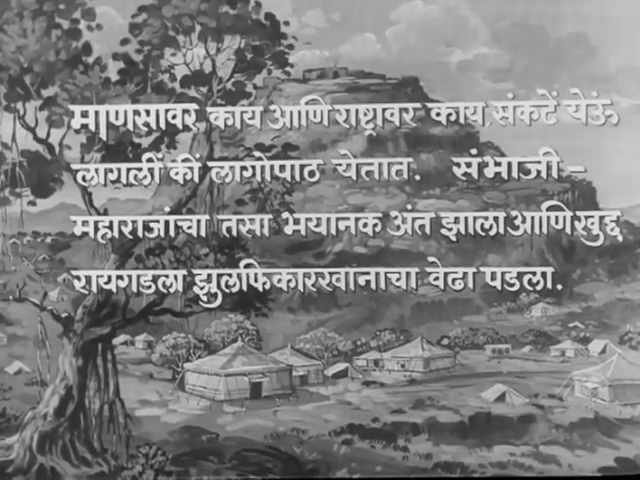 माणसावर काय आणि राष्ट्रावर काय संकटें येऊं
लागलीं कीं लागोपाठ येतात. संभाजी -
महाराजांचा तसा भयानक अंत झाला आणि खुद्द
रायगडला झुलफिकारखानाचा वेढा पडला.